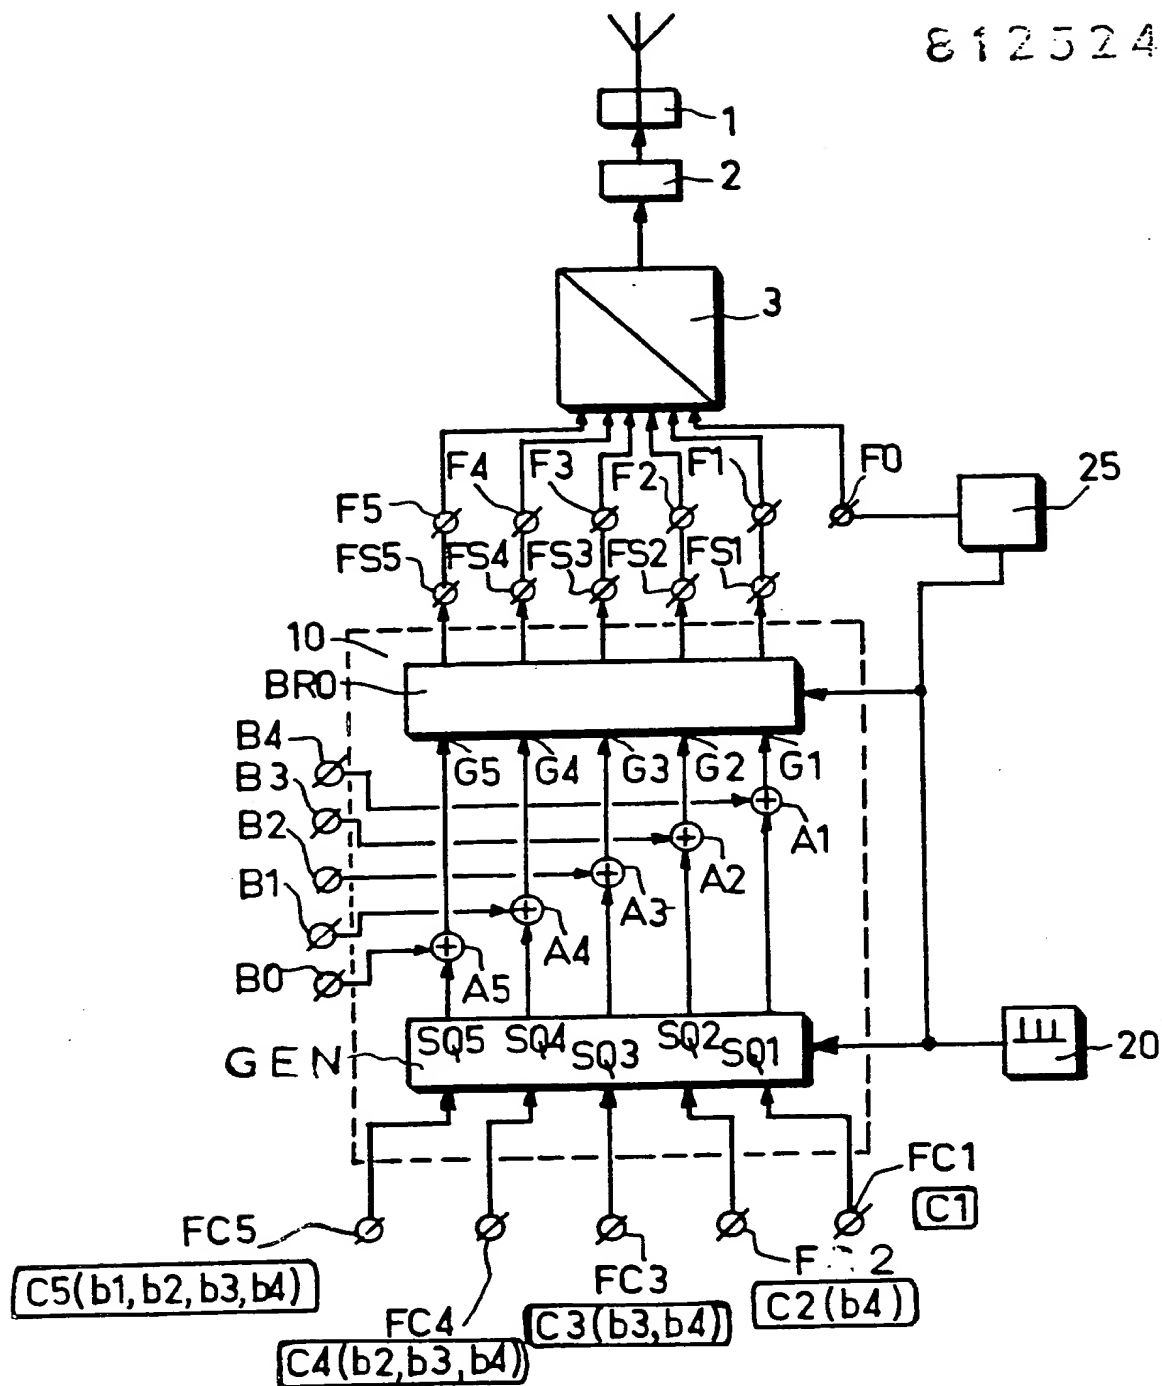 812524
1
2
3
F4 F3 F2 F1 F0
25
F5
FS5 FS4 FS3 FS2 FS1
10
BR0
B4
G5 G4 G3 G2 G1
B3
B2
A1
A2
B1
A3
A4
B0
A5
SQ5 SQ4 SQ3 SQ2 SQ1
GEN
20
FC1
C1
FC5
FC3
C5(b1,b2,b3,b4)
C2(b4)
FC4
C3(b3,b4)
C4(b2,b3,b4)